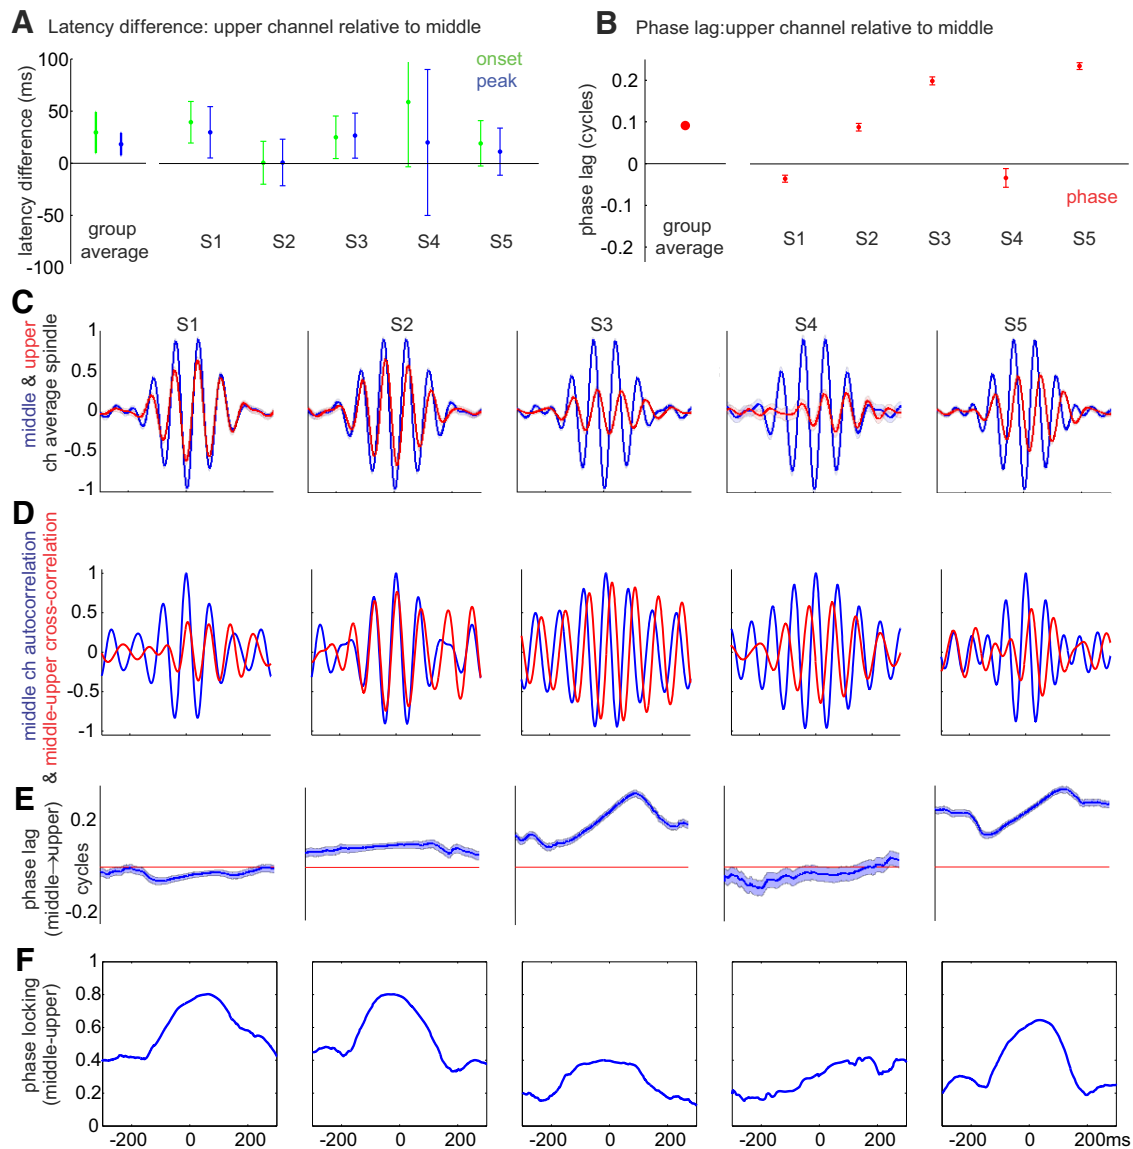 A Latency difference: upper channel relative to middle
latency difference (ms)
100
50
0
-50
-100
onset
peak
group
average
S1
S2
S3
S4
S5
B Phase lag:upper channel relative to middle
phase lag (cycles)
0.2
0.1
0
-0.1
-0.2
phase
group
average
S1
S2
S3
S4
S5
C
middle & upper
ch average spindle
1
0.5
0
-0.5
-1
S1
S2
S3
S4
S5
D
middle ch autocorrelation
& middle-upper cross-correlation
1
0.5
0
-0.5
-1
E
phase lag
(middle→upper)
cycles
0.2
-0.2
F
phase locking
(middle-upper)
1
0.8
0.6
0.4
0.2
0
-200 0 200
-200 0 200
-200 0 200
-200 0 200
-200 0 200ms